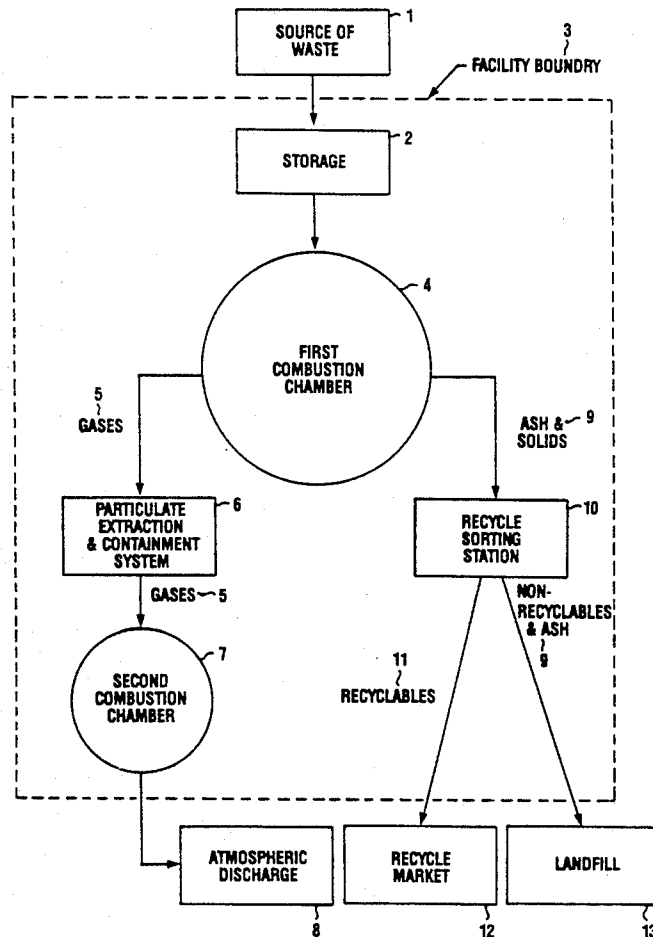 1
SOURCE OF
WASTE
3
FACILITY BOUNDRY
2
STORAGE
4
FIRST
COMBUSTION
CHAMBER
5
GASES
ASH &
SOLIDS
9
6
PARTICULATE
EXTRACTION
& CONTAINMENT
SYSTEM
10
RECYCLE
SORTING
STATION
GASES 5
NON-
RECYCLABLES
& ASH
9
7
SECOND
COMBUSTION
CHAMBER
11
RECYCLABLES
ATMOSPHERIC
DISCHARGE
8
RECYCLE
MARKET
12
LANDFILL
13